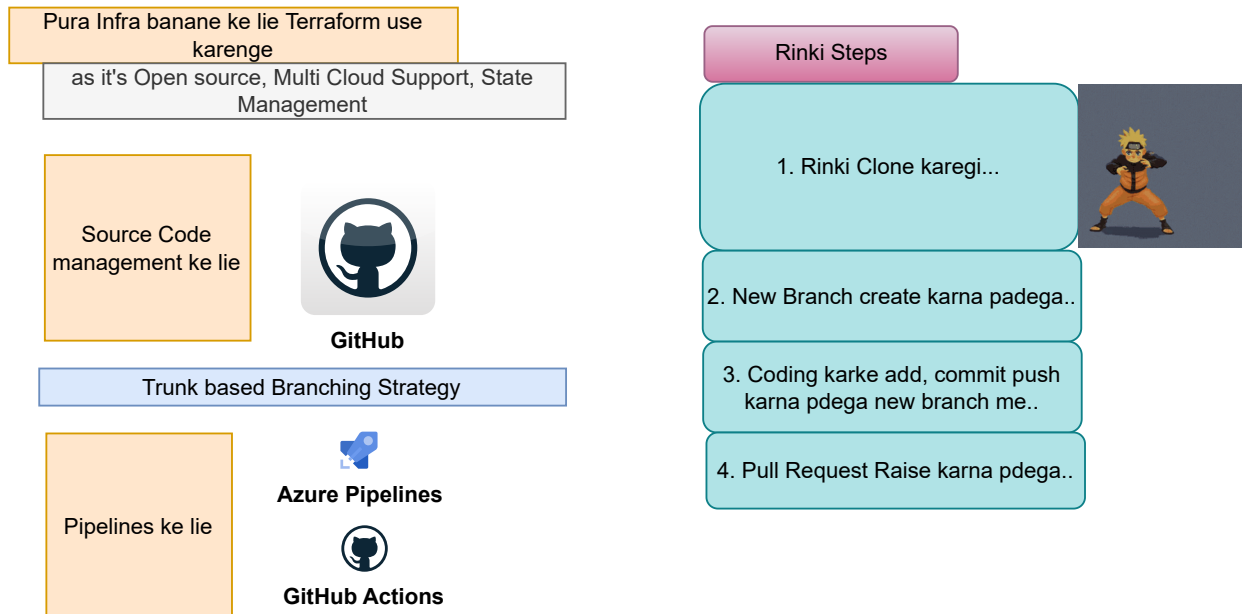 Pura Infra banane ke lie Terraform use
karenge
as it's Open source, Multi Cloud Support, State
Management
Source Code
management ke lie
GitHub
Trunk based Branching Strategy
Pipelines ke lie
Azure Pipelines
GitHub Actions
Rinki Steps
1. Rinki Clone karegi...
2. New Branch create karna padega..
3. Coding karke add, commit push
karna pdega new branch me..
4. Pull Request Raise karna pdega..